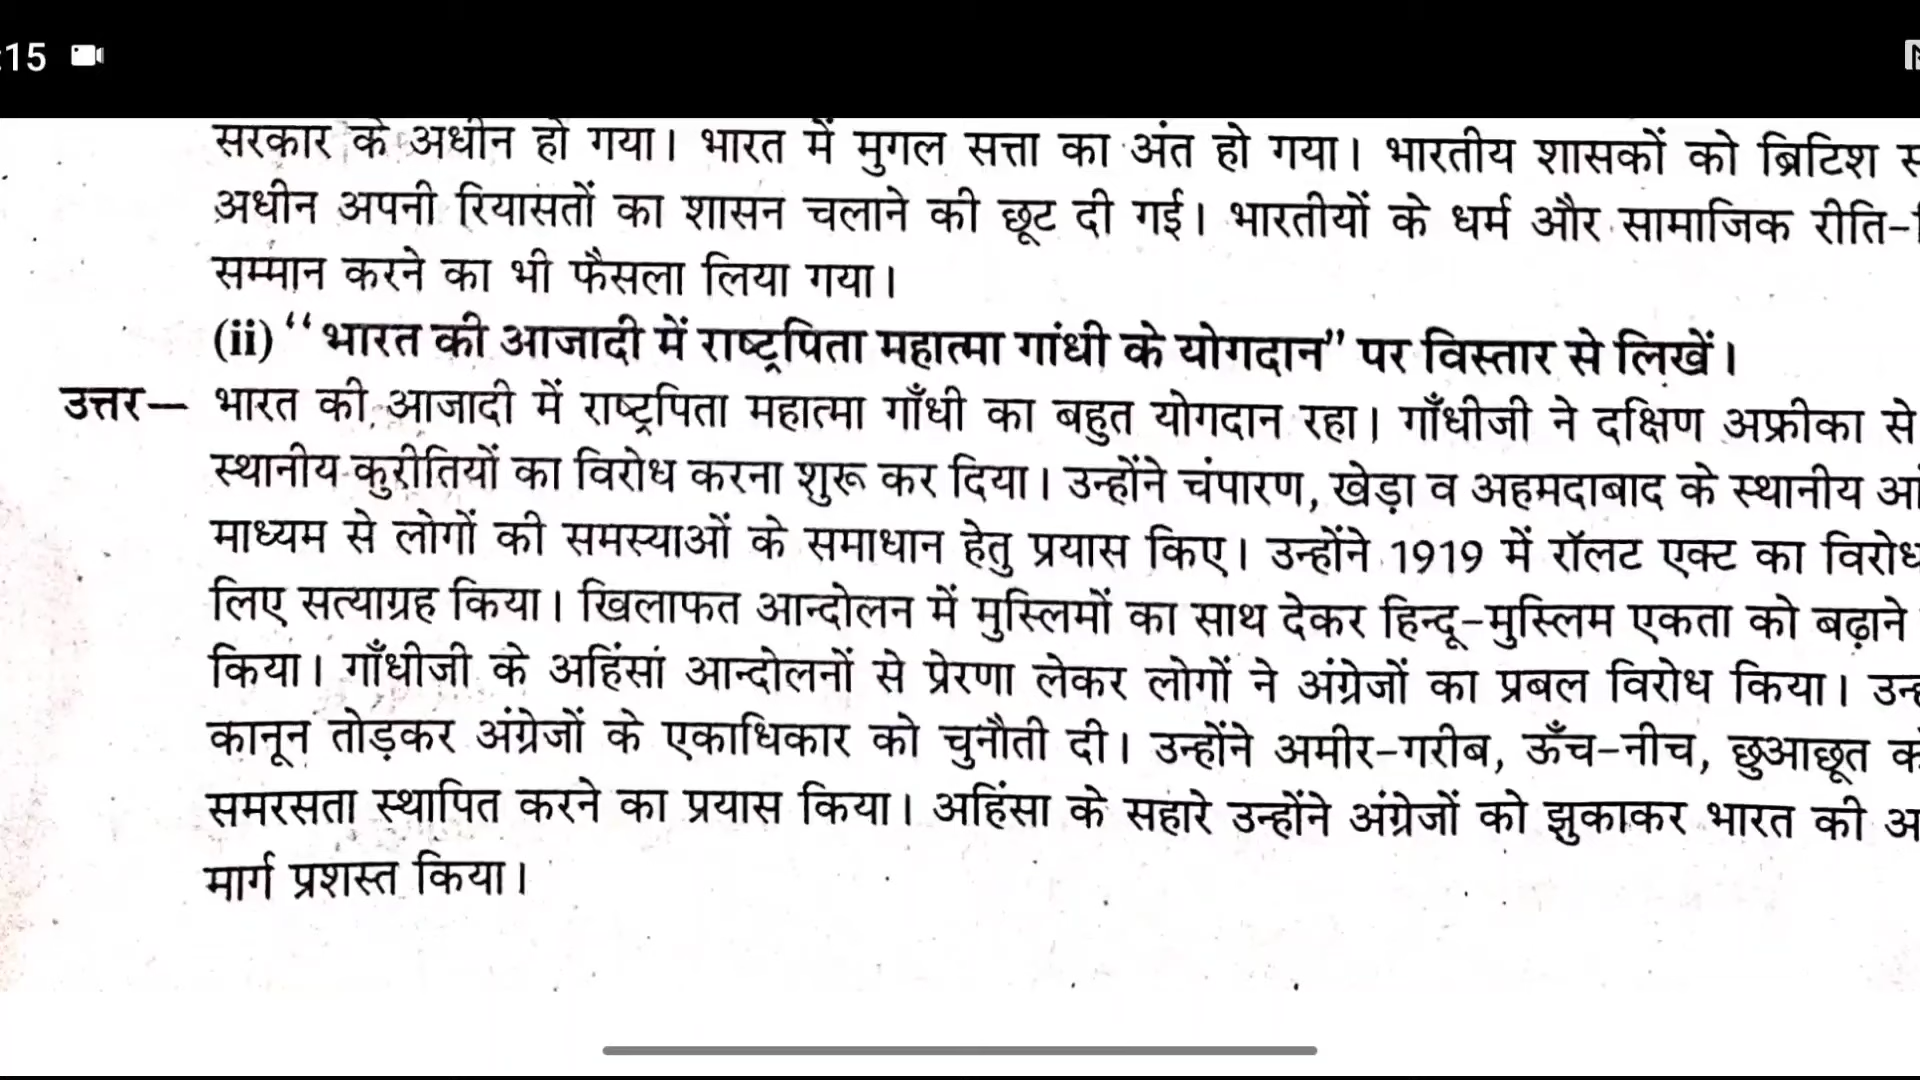 :15
सरकार के अधीन हो गया। भारत में मुगल सत्ता का अंत हो गया। भारतीय शासकों को ब्रिटिश
अधीन अपनी रियासतों का शासन चलाने की छूट दी गई। भारतीयों के धर्म और सामाजिक रीति-
सम्मान करने का भी फैसला लिया गया।
(ii) “भारत की आजादी में राष्ट्रपिता महात्मा गांधी के योगदान” पर विस्तार से लिखें।
उत्तर— भारत की आजादी में राष्ट्रपिता महात्मा गाँधी का बहुत योगदान रहा। गाँधीजी ने दक्षिण अफ्रीका से
स्थानीय कुरीतियों का विरोध करना शुरू कर दिया। उन्होंने चंपारण, खेड़ा व अहमदाबाद के स्थानीय
माध्यम से लोगों की समस्याओं के समाधान हेतु प्रयास किए। उन्होंने 1919 में रॉलट एक्ट का विरोध
लिए सत्याग्रह किया। खिलाफत आन्दोलन में मुस्लिमों का साथ देकर हिन्दू-मुस्लिम एकता को बढ़ाने
किया। गाँधीजी के अहिंसा आन्दोलनों से प्रेरणा लेकर लोगों ने अंग्रेजों का प्रबल विरोध किया।
कानून तोड़कर अंग्रेजों के एकाधिकार को चुनौती दी। उन्होंने अमीर-गरीब, ऊँच-नीच, छुआछूत
समरसता स्थापित करने का प्रयास किया। अहिंसा के सहारे उन्होंने अंग्रेजों को झुकाकर भारत की
मार्ग प्रशस्त किया।